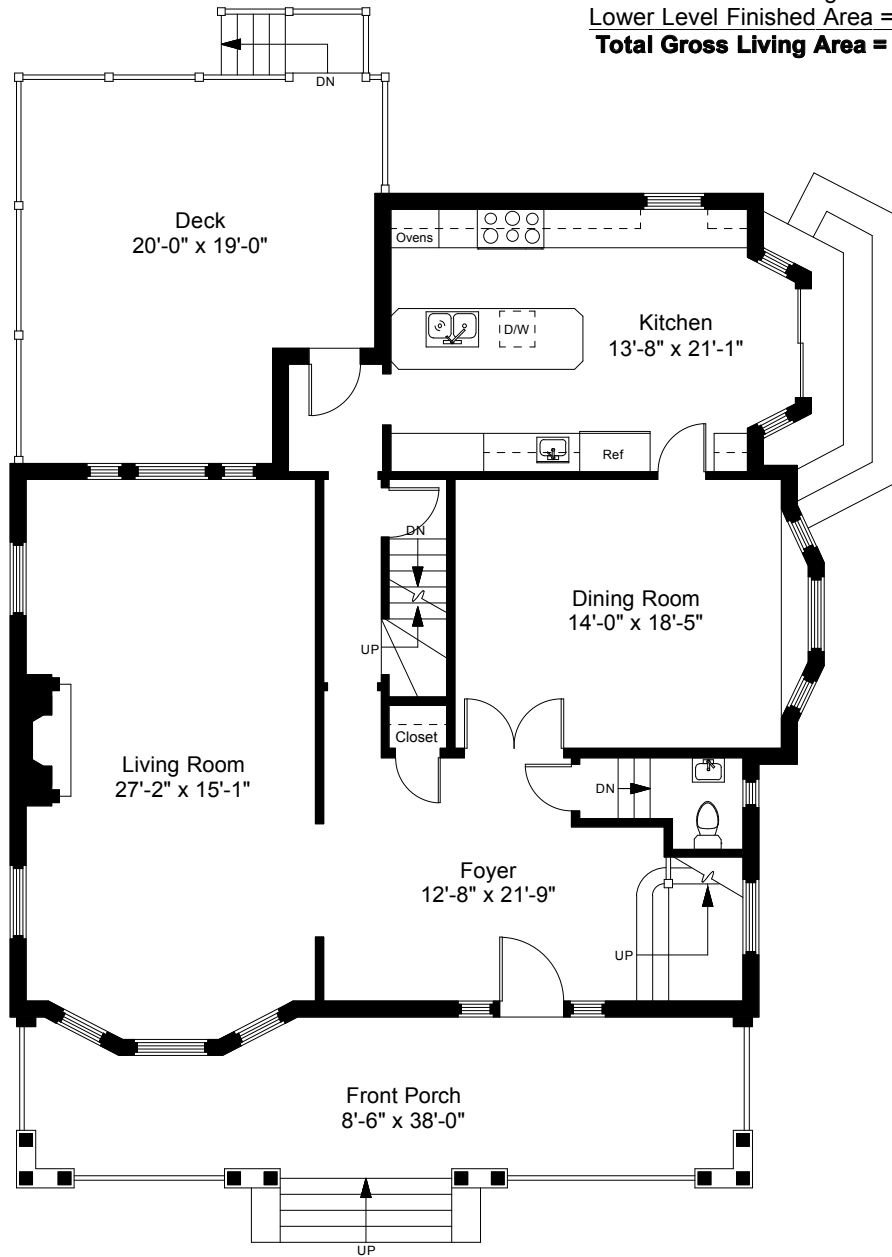 Lower Level Finished Area =
Total Gross Living Area =
DN
Deck
20'-0" x 19'-0"
Ovens
D/W
Kitchen
13'-8" x 21'-1"
Ref
DN
UP
Dining Room
14'-0" x 18'-5"
Closet
Living Room
27'-2" x 15'-1"
DN
Foyer
12'-8" x 21'-9"
UP
Front Porch
8'-6" x 38'-0"
UP